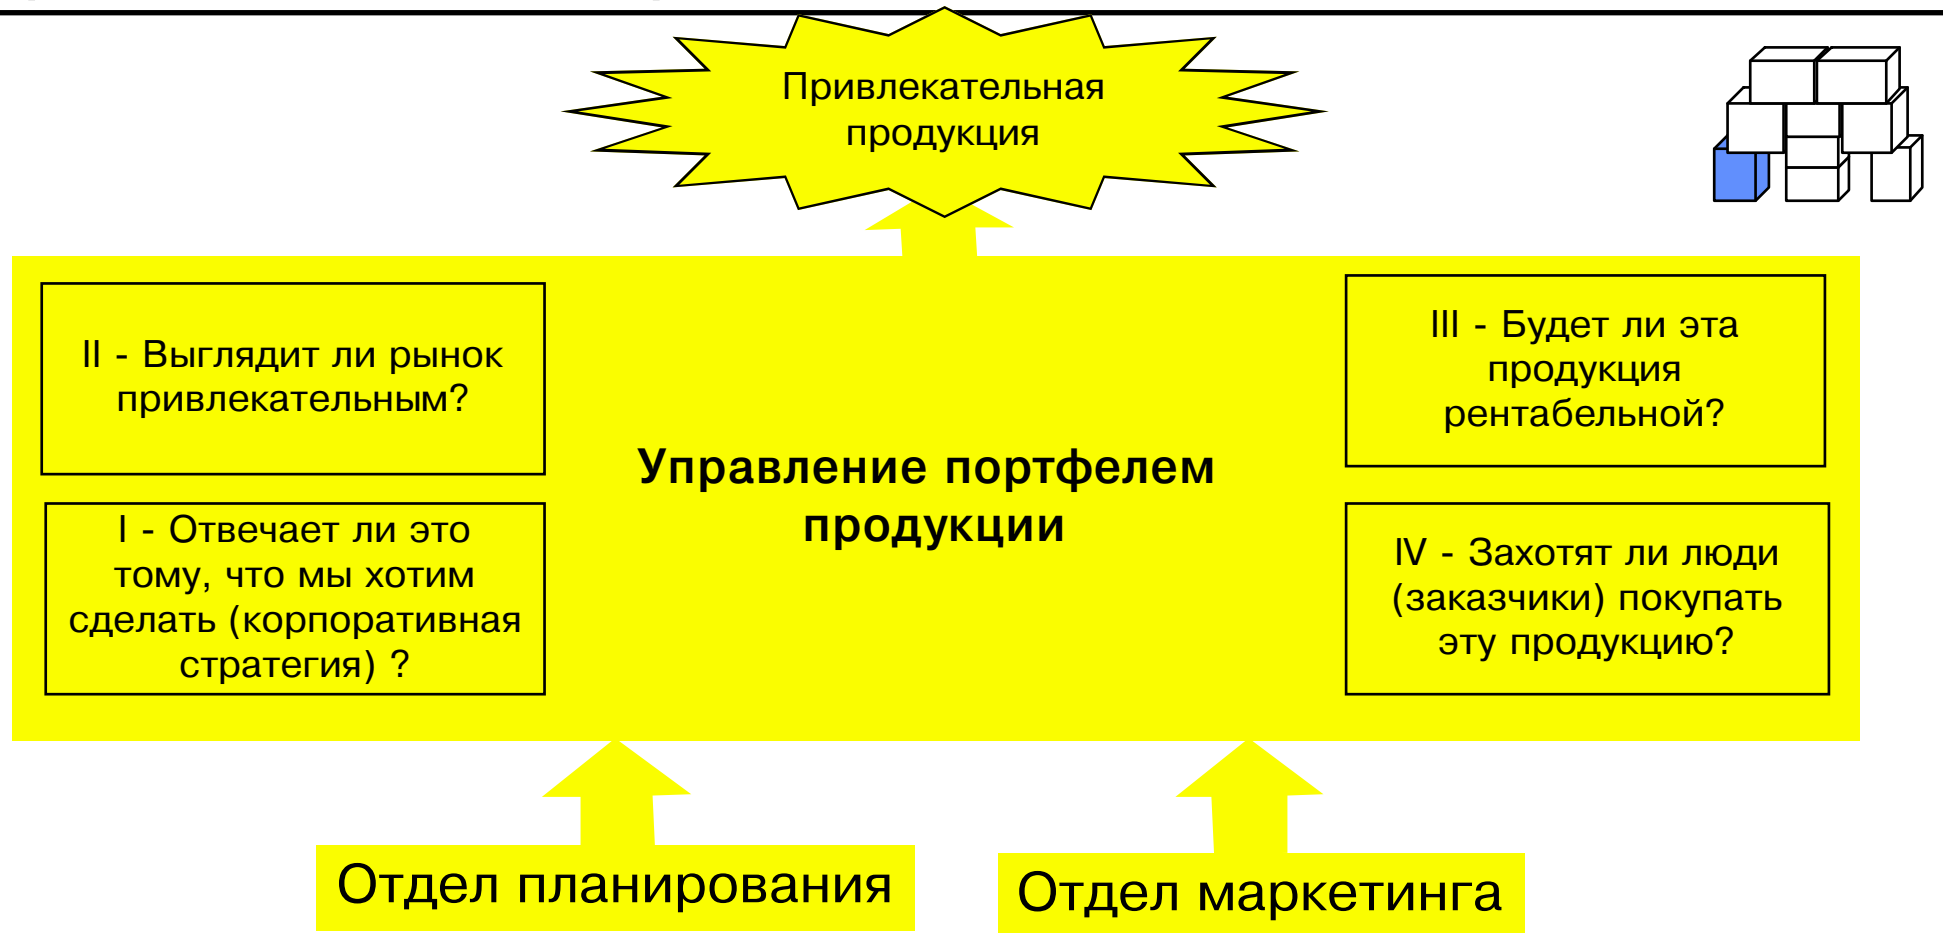 Привлекательная
продукция
II - Выглядит ли рынок
привлекательным?
I - Отвечает ли это
тому, что мы хотим
сделать (корпоративная
стратегия) ?
Управление портфелем
продукции
III - Будет ли эта
продукция
рентабельной?
IV - Захотят ли люди
(заказчики) покупать
эту продукцию?
Отдел планирования
Отдел маркетинга